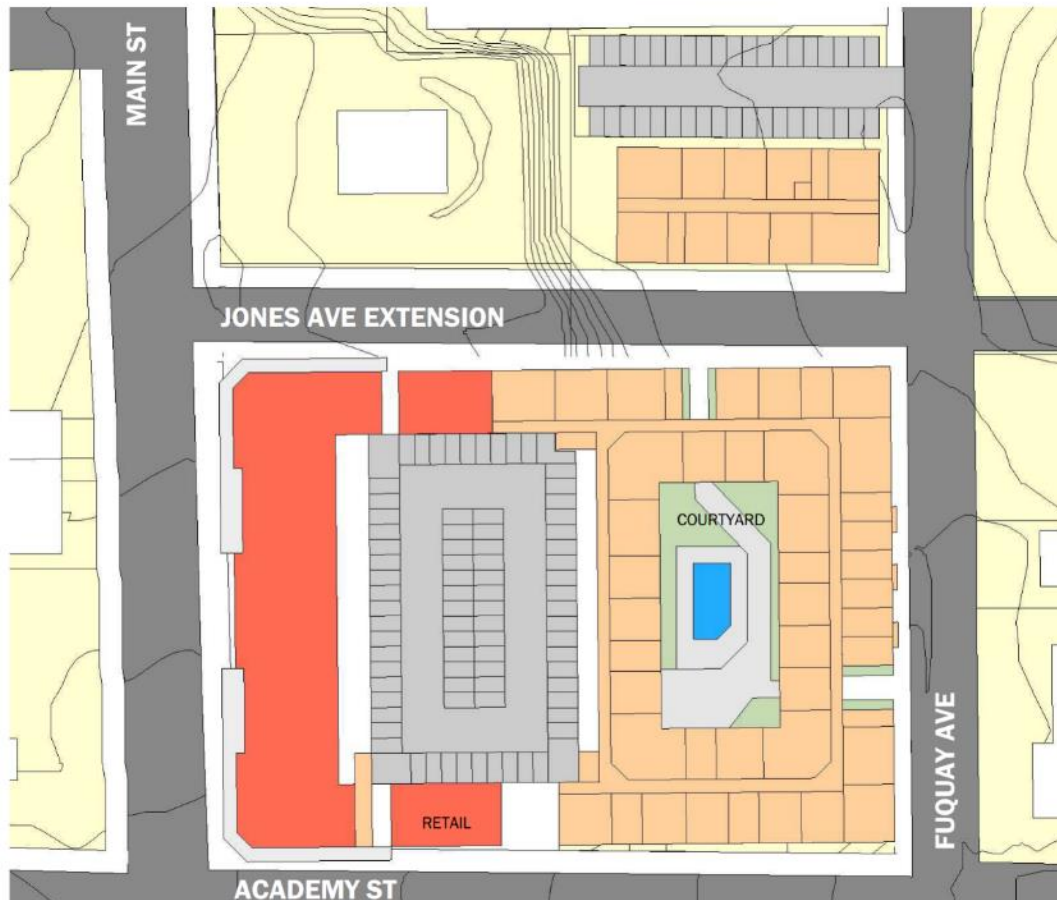 MAIN ST
JONES AVE EXTENSION
COURTYARD
FUQUAY AVE
RETAIL
ACADEMY ST